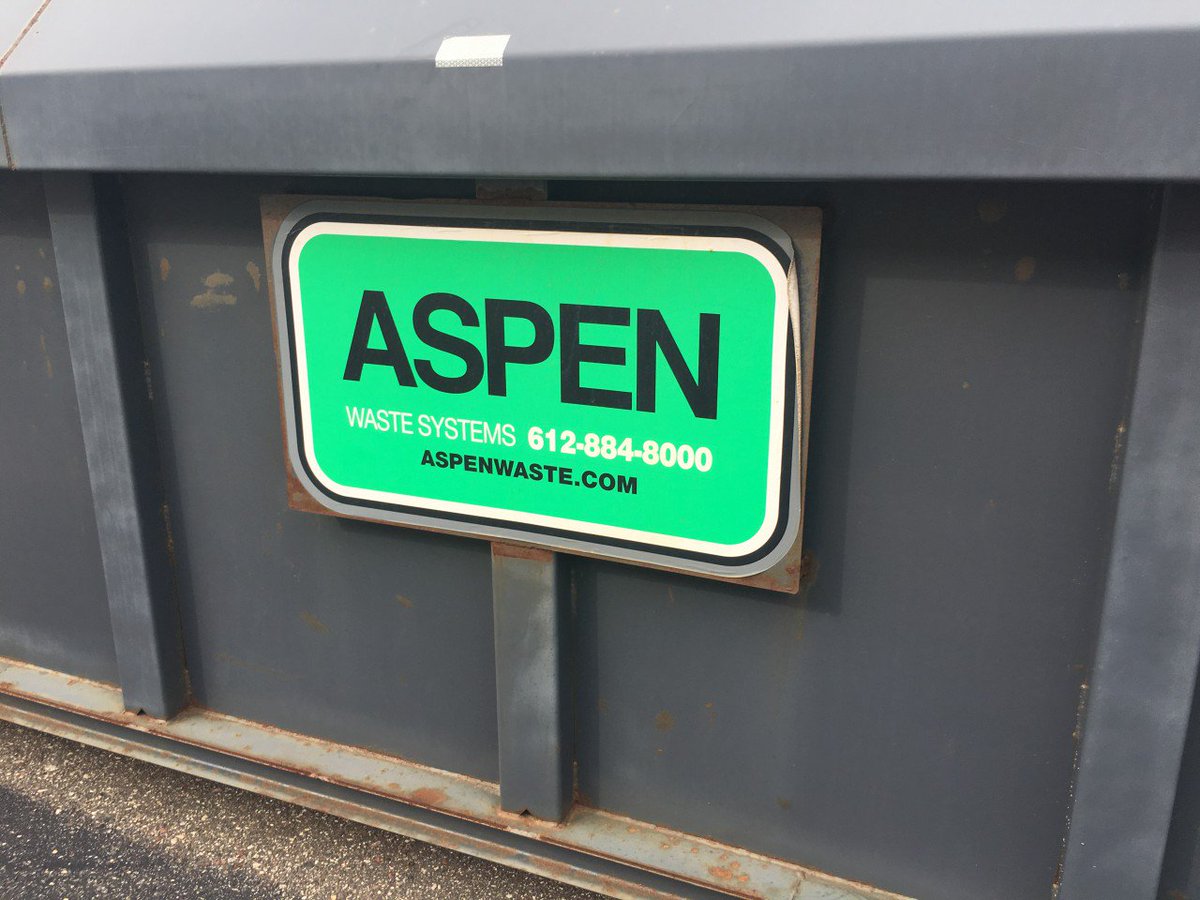 ASPEN
WASTE SYSTEMS 612-884-8000
ASPENWASTE.COM